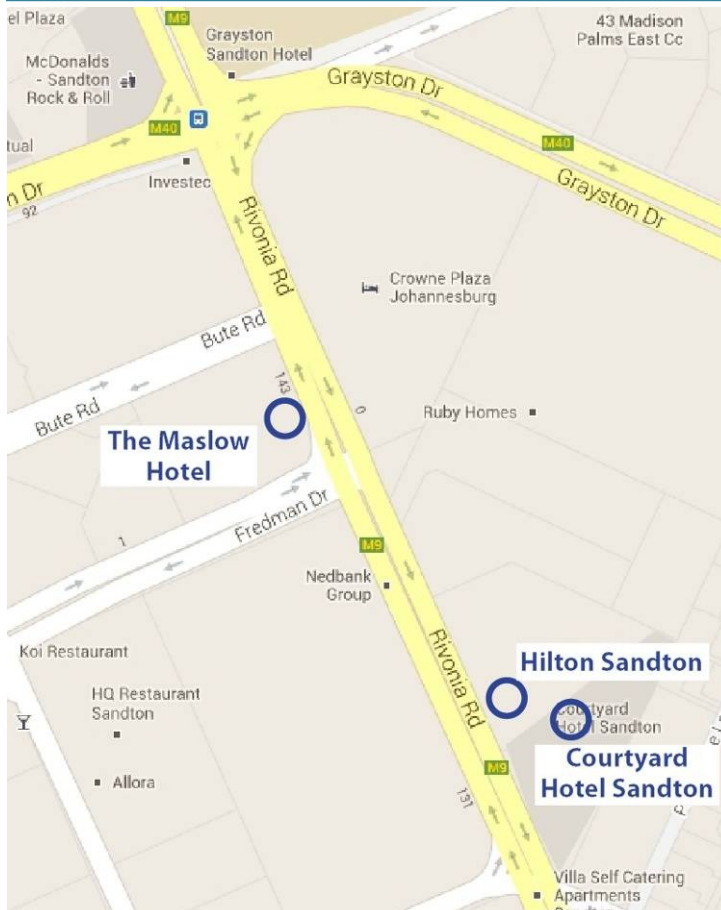 el Plaza
M9
43 Madison
Palms East Cc
Grayston
Sandton Hotel
McDonalds
- Sandton
Rock & Roll
Grayston Dr
M40
M40
tual
Investec
n Dr
92
Grayston Dr
Rivonia Rd
Crowne Plaza
Johannesburg
Bute Rd
143
0
Bute Rd
Ruby Homes
The Maslow
Hotel
Fredman Dr
1
M9
Nedbank
Group
Rivonia Rd
Koi Restaurant
Hilton Sandton
HQ Restaurant
Sandton
Courtyard
Hotel Sandton
Courtyard
Hotel Sandton
M9
Allora
131
Villa Self Catering
Apartments